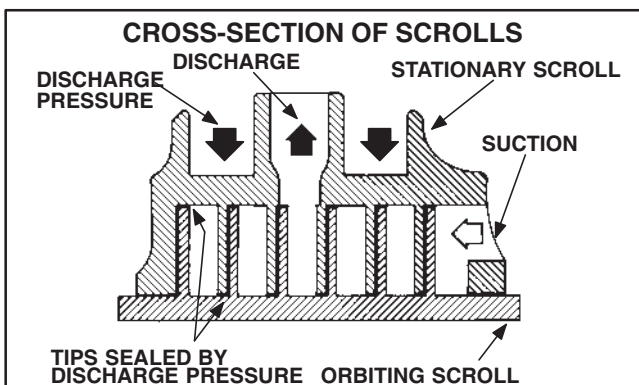 CROSS-SECTION OF SCROLLS
DISCHARGE
DISCHARGE
PRESSURE
STATIONARY SCROLL
SUCTION
TIPS SEALED BY
DISCHARGE PRESSURE
ORBITING SCROLL